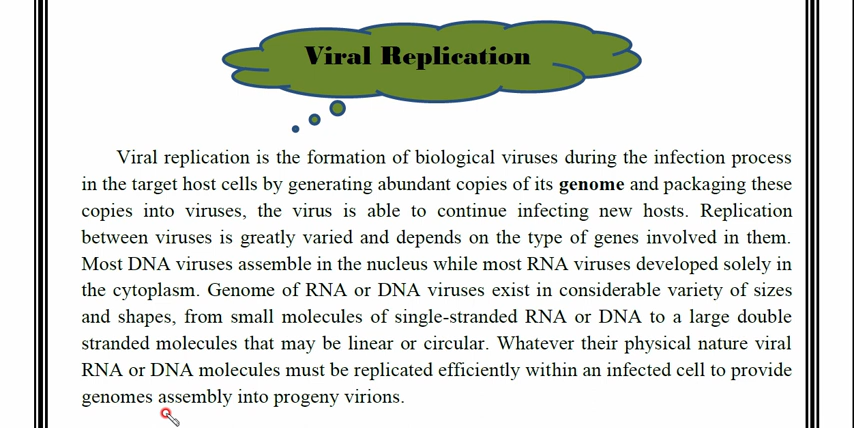 Viral Replication
Viral replication is the formation of biological viruses during the infection process
in the target host cells by generating abundant copies of its genome and packaging these
copies into viruses, the virus is able to continue infecting new hosts. Replication
between viruses is greatly varied and depends on the type of genes involved in them.
Most DNA viruses assemble in the nucleus while most RNA viruses developed solely in
the cytoplasm. Genome of RNA or DNA viruses exist in considerable variety of sizes
and shapes, from small molecules of single-stranded RNA or DNA to a large double
stranded molecules that may be linear or circular. Whatever their physical nature viral
RNA or DNA molecules must be replicated efficiently within an infected cell to provide
genomes assembly into progeny virions.